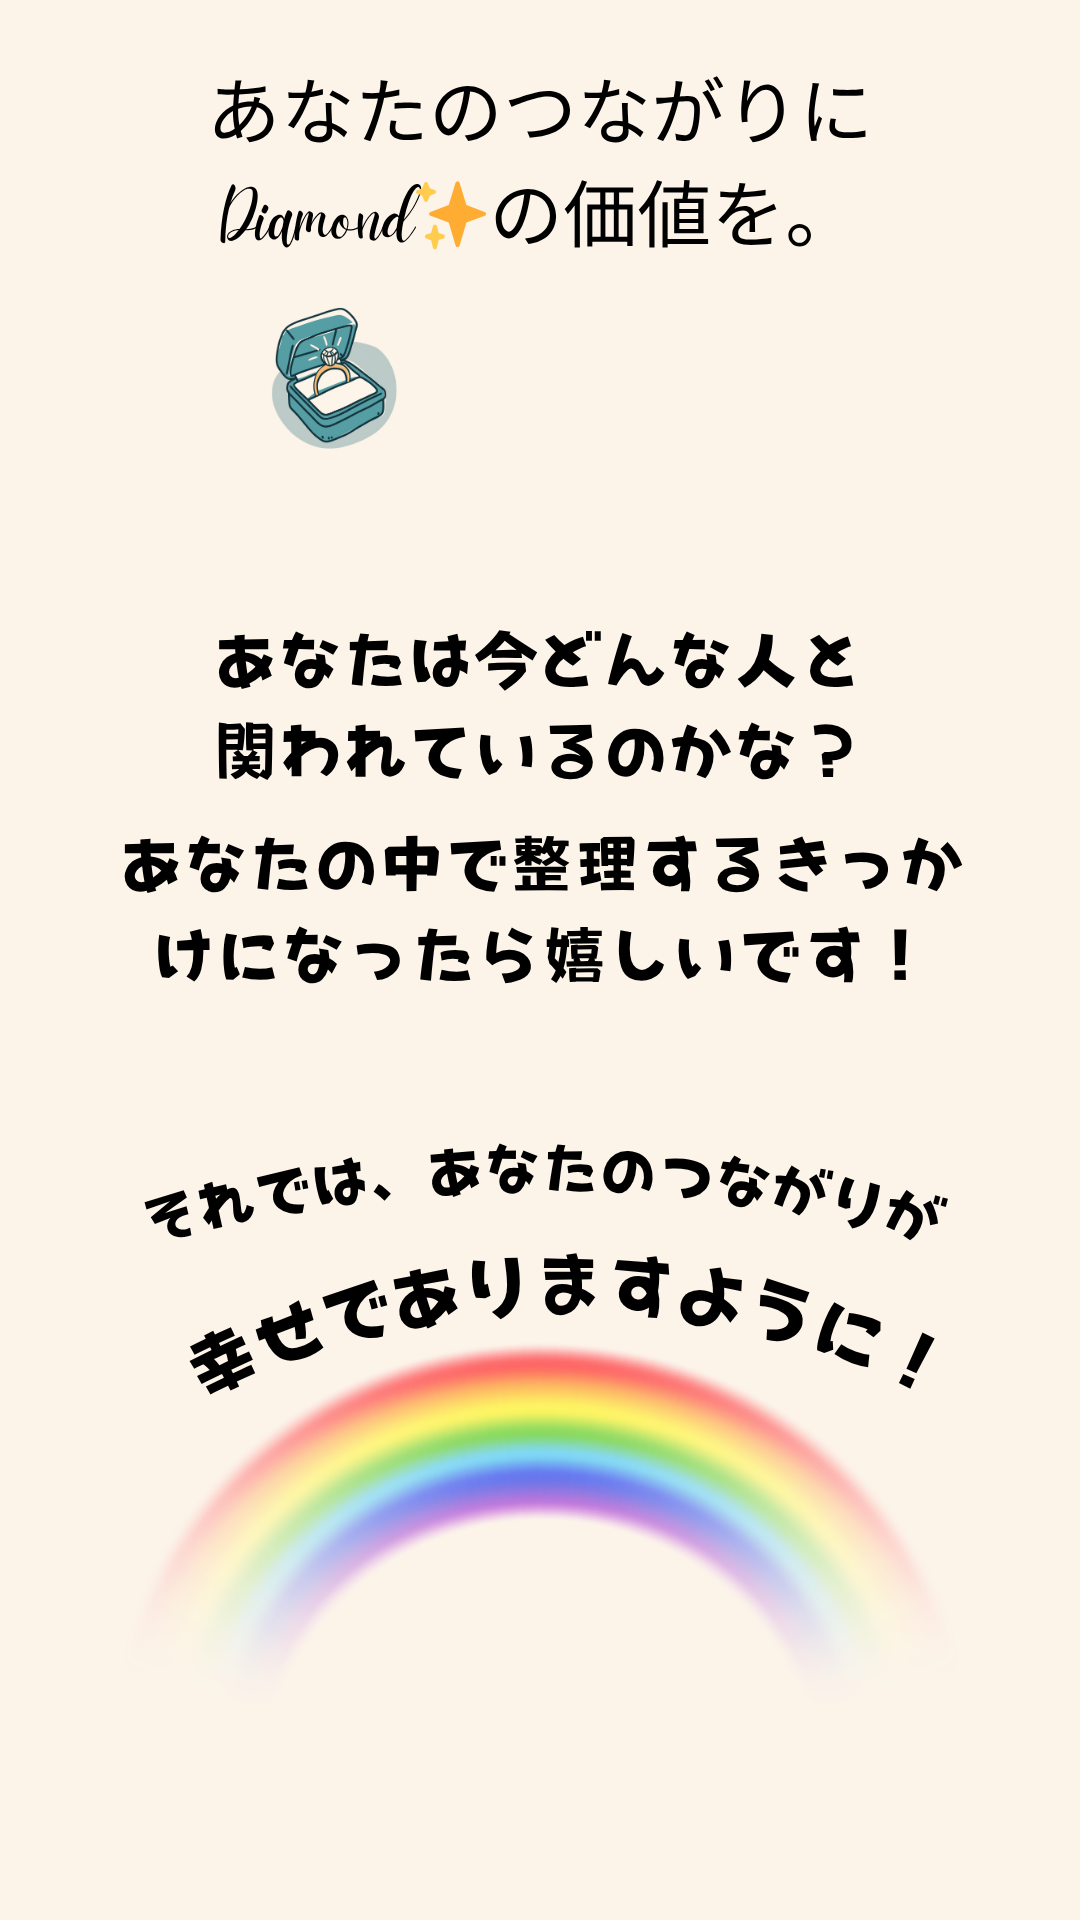 あなたのつながりに
Diamond✨の価値を。
あなたは今どんな人と
関われているのかな？
あなたの中で整理するきっか
けになったら嬉しいです！
それでは、あなたのつながりが
幸せでありますように！